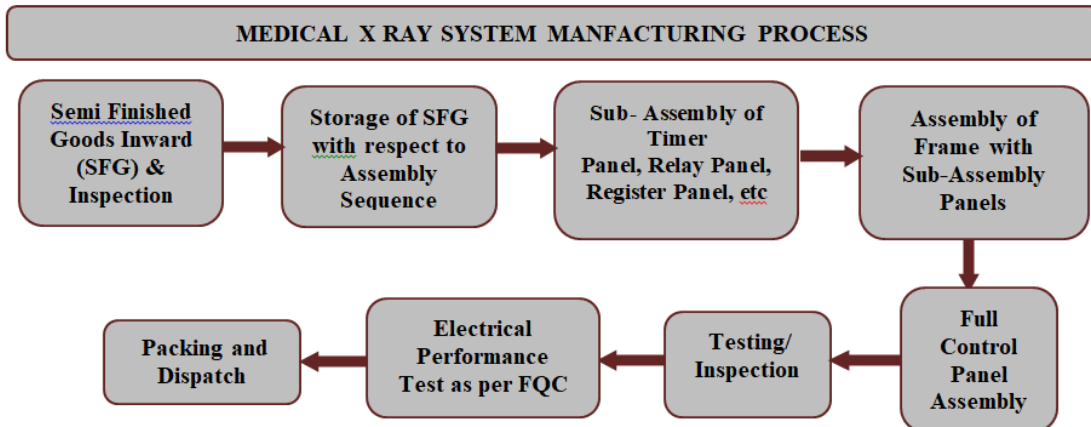 MEDICAL X RAY SYSTEM MANFACTURING PROCESS
Semi Finished
Goods Inward
(SFG) &
Inspection
Storage of SFG
with respect to
Assembly
Sequence
Sub- Assembly of
Timer
Panel, Relay Panel,
Register Panel, etc
Assembly of
Frame with
Sub-Assembly
Panels
Full
Control
Panel
Assembly
Testing/
Inspection
Electrical
Performance
Test as per FQC
Packing and
Dispatch